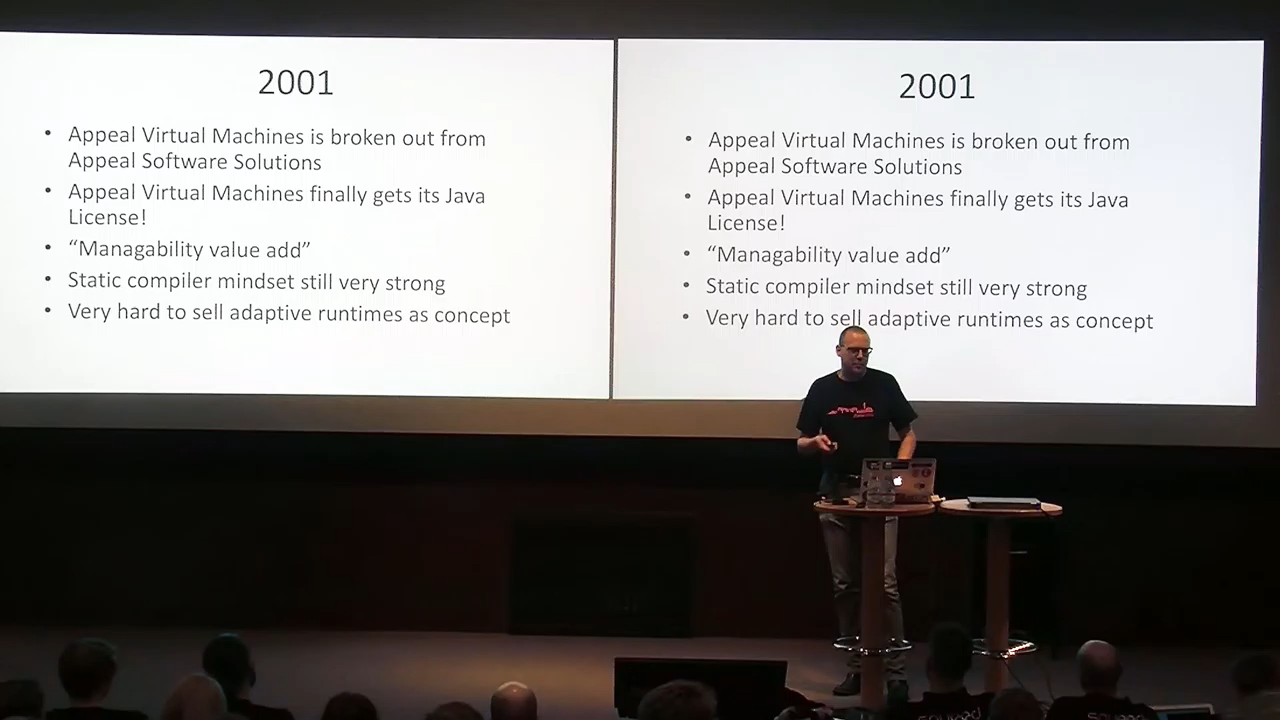 2001
• Appeal Virtual Machines is broken out from
Appeal Software Solutions
• Appeal Virtual Machines finally gets its Java
License!
• “Managability value add”
• Static compiler mindset still very strong
• Very hard to sell adaptive runtimes as concept
2001
• Appeal Virtual Machines is broken out from
Appeal Software Solutions
• Appeal Virtual Machines finally gets its Java
License!
• “Managability value add”
• Static compiler mindset still very strong
• Very hard to sell adaptive runtimes as concept